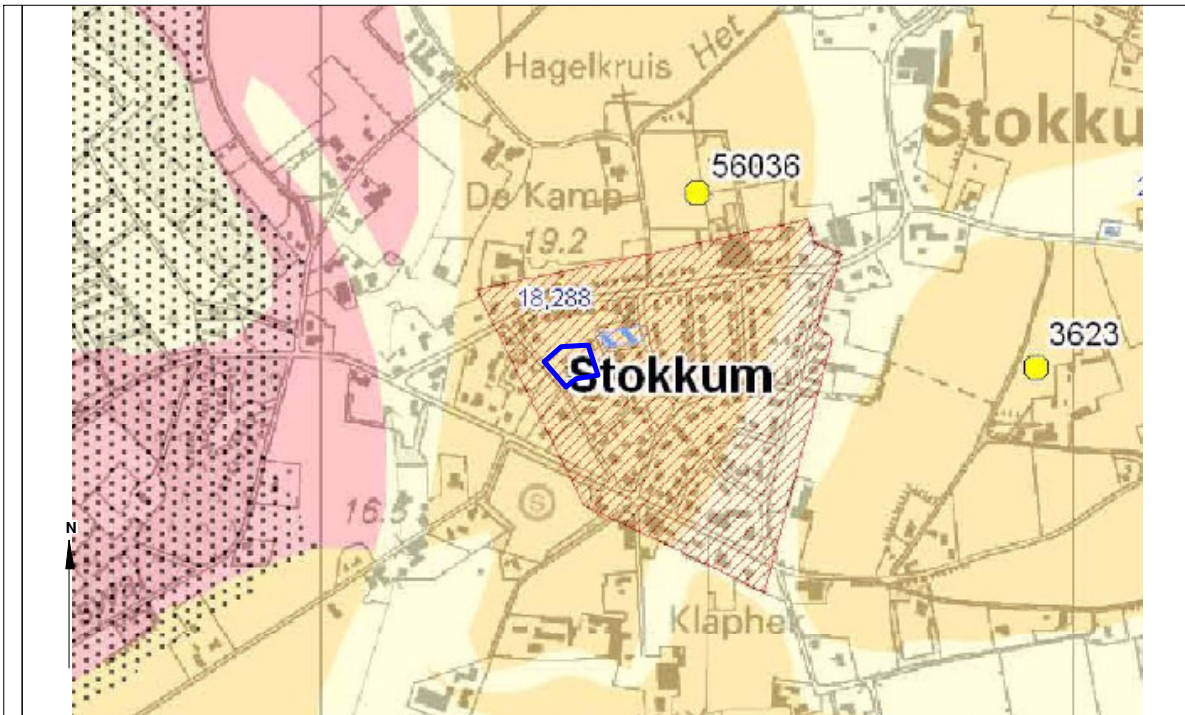 Hagelkruis
Het
Stokku
56036
De Kamp
19.2
18,288
3623
Stokkum
S
16.5
N
Klaphek